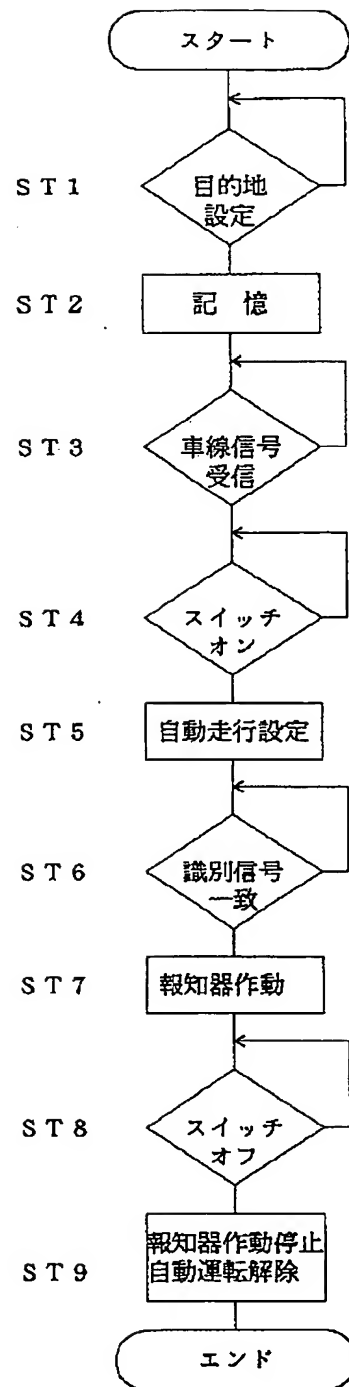 スタート
ST1
目的地
設定
ST2
記憶
ST3
車線信号
受信
ST4
スイッチ
オン
ST5
自動走行設定
ST6
識別信号
一致
ST7
報知器作動
ST8
スイッチ
オフ
ST9
報知器作動停止
自動運転解除
エンド